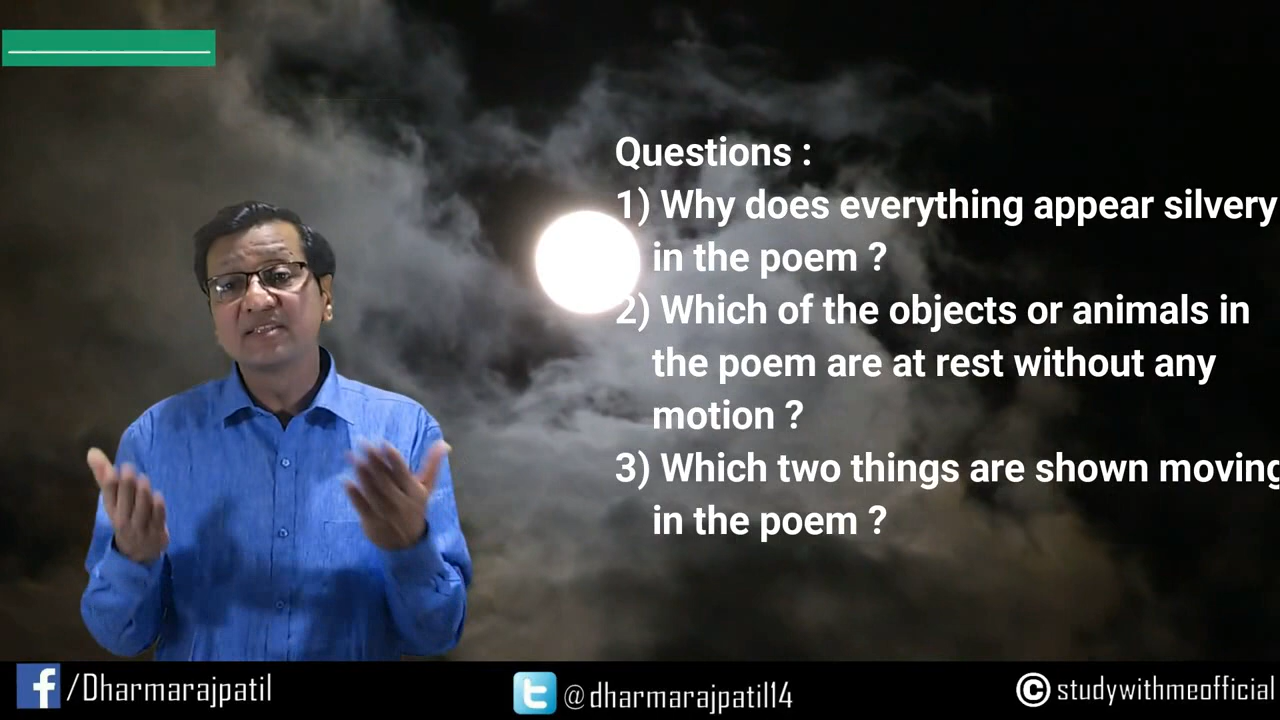 Questions :
1) Why does everything appear silvery
in the poem ?
2) Which of the objects or animals in
the poem are at rest without any
motion ?
3) Which two things are shown moving
in the poem ?
f /Dharmarajpatil
@dharmarajpatil14
© studywithmeofficial